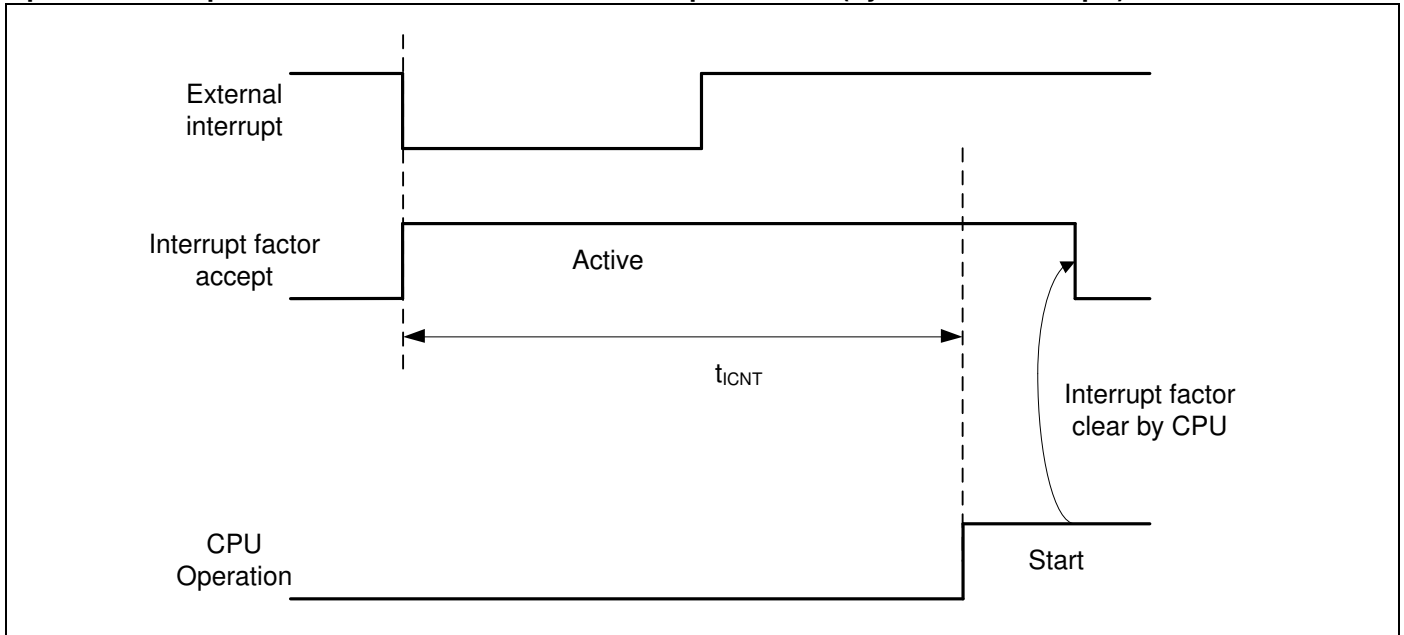 External
interrupt
Interrupt factor
accept
Active
tICNT
Interrupt factor
clear by CPU
CPU
Operation
Start